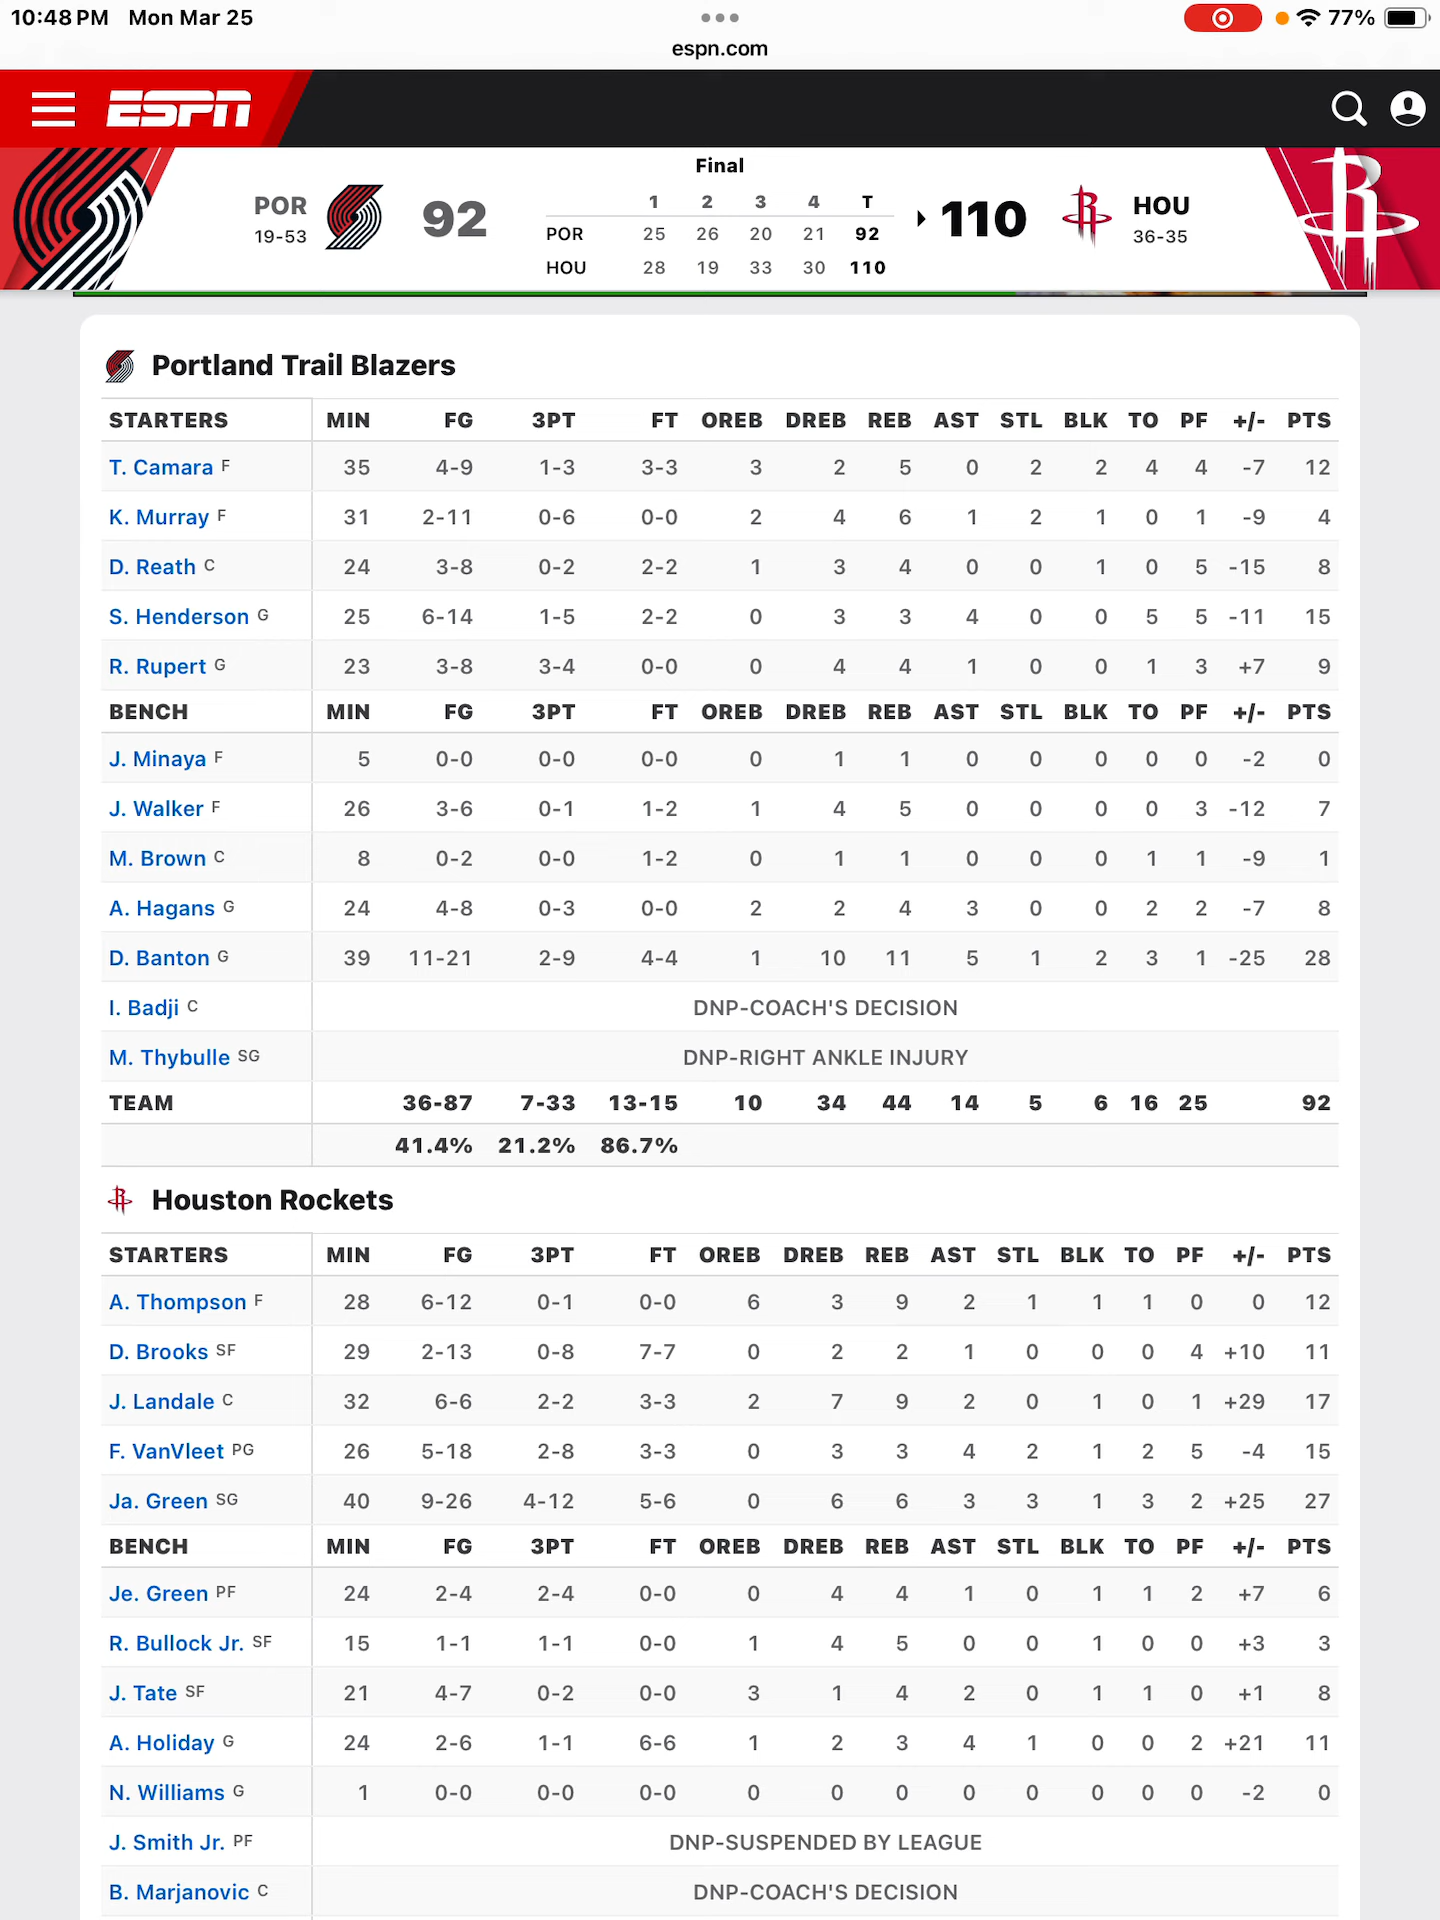 10:48 PM Mon Mar 25 77%
espn.com
ESPN
Final
1 2 3 4 T
POR 19-53 92
POR 25 26 20 21 92
HOU 28 19 33 30 110
110 HOU 36-35
Portland Trail Blazers
STARTERS MIN FG 3PT FT OREB DREB REB AST STL BLK TO PF +/- PTS
T. Camara F 35 4-9 1-3 3-3 3 2 5 0 2 2 4 4 -7 12
K. Murray F 31 2-11 0-6 0-0 2 4 6 1 2 1 0 1 -9 4
D. Reath C 24 3-8 0-2 2-2 1 3 4 0 0 1 0 5 -15 8
S. Henderson G 25 6-14 1-5 2-2 0 3 3 4 0 0 5 5 -11 15
R. Rupert G 23 3-8 3-4 0-0 0 4 4 1 0 0 1 3 +7 9
BENCH MIN FG 3PT FT OREB DREB REB AST STL BLK TO PF +/- PTS
J. Minaya F 5 0-0 0-0 0-0 0 1 1 0 0 0 0 0 -2 0
J. Walker F 26 3-6 0-1 1-2 1 4 5 0 0 0 0 3 -12 7
M. Brown C 8 0-2 0-0 1-2 0 1 1 0 0 0 1 1 -9 1
A. Hagans G 24 4-8 0-3 0-0 2 2 4 3 0 0 2 2 -7 8
D. Banton G 39 11-21 2-9 4-4 1 10 11 5 1 2 3 1 -25 28
I. Badji C DNP-COACH'S DECISION
M. Thybulle SG DNP-RIGHT ANKLE INJURY
TEAM 36-87 7-33 13-15 10 34 44 14 5 6 16 25 92
41.4% 21.2% 86.7%
Houston Rockets
STARTERS MIN FG 3PT FT OREB DREB REB AST STL BLK TO PF +/- PTS
A. Thompson F 28 6-12 0-1 0-0 6 3 9 2 1 1 1 0 0 12
D. Brooks SF 29 2-13 0-8 7-7 0 2 2 1 0 0 0 4 +10 11
J. Landale C 32 6-6 2-2 3-3 2 7 9 2 0 1 0 1 +29 17
F. VanVleet PG 26 5-18 2-8 3-3 0 3 3 4 2 1 2 5 -4 15
Ja. Green SG 40 9-26 4-12 5-6 0 6 6 3 3 1 3 2 +25 27
BENCH MIN FG 3PT FT OREB DREB REB AST STL BLK TO PF +/- PTS
Je. Green PF 24 2-4 2-4 0-0 0 4 4 1 0 1 1 2 +7 6
R. Bullock Jr. SF 15 1-1 1-1 0-0 1 4 5 0 0 1 0 0 +3 3
J. Tate SF 21 4-7 0-2 0-0 3 1 4 2 0 1 1 0 +1 8
A. Holiday G 24 2-6 1-1 6-6 1 2 3 4 1 0 0 2 +21 11
N. Williams G 1 0-0 0-0 0-0 0 0 0 0 0 0 0 0 -2 0
J. Smith Jr. PF DNP-SUSPENDED BY LEAGUE
B. Marjanovic C DNP-COACH'S DECISION